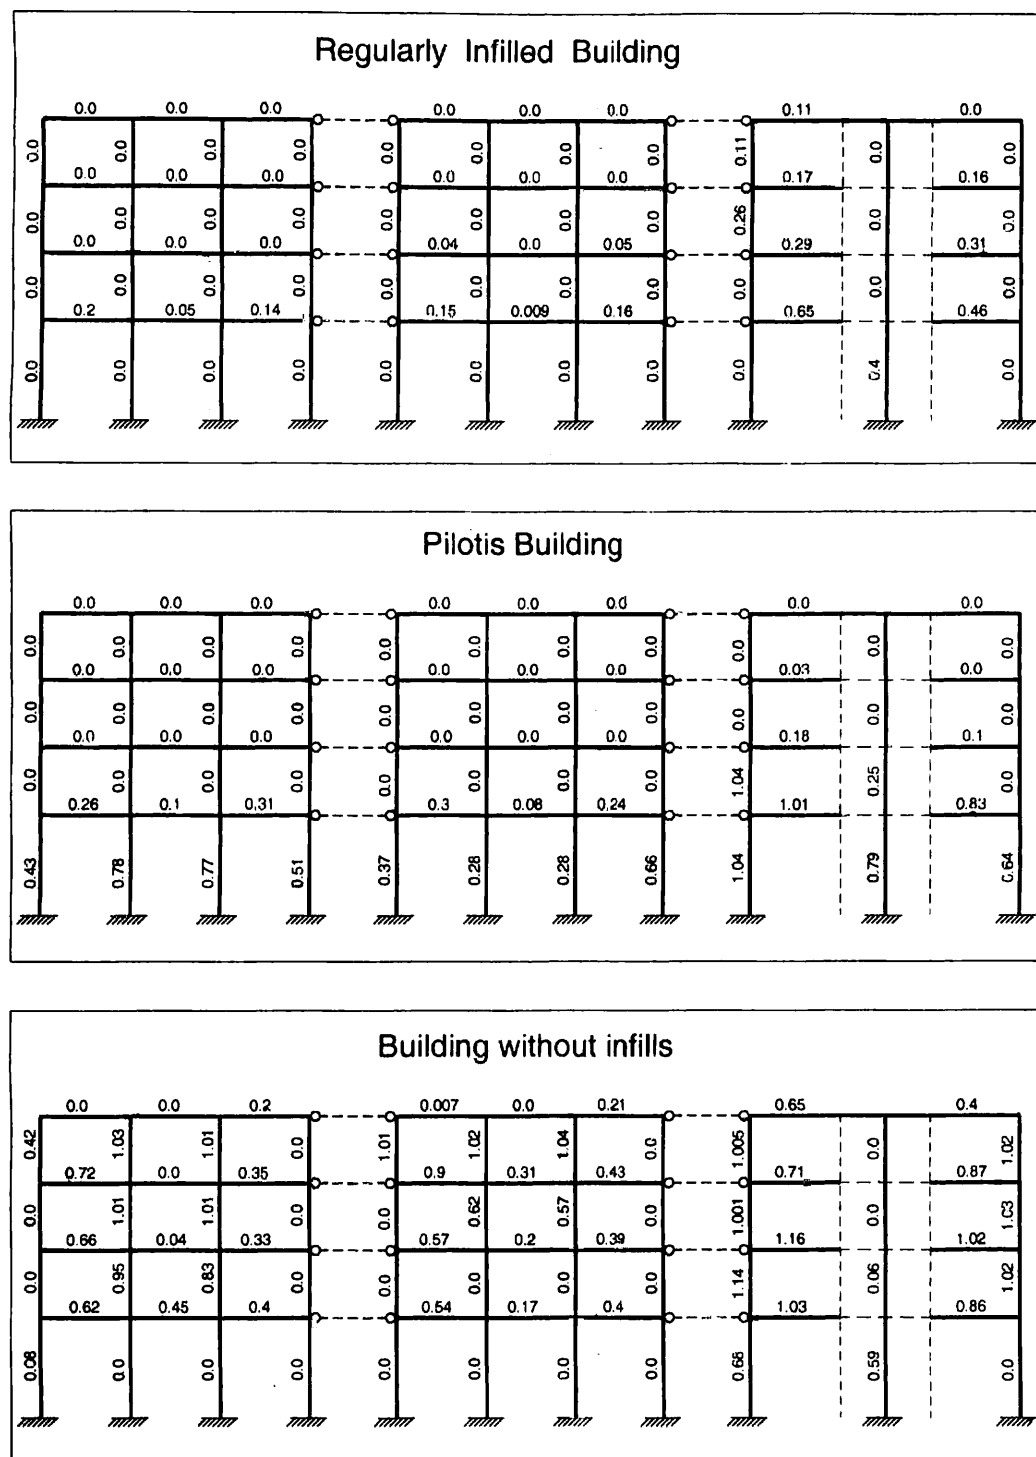 Regularly Infilled Building
0.0 0.0 0.0 0.0 0.0 0.0 0.11 0.0
0.0 0.0 0.0 0.0 0.0 0.0 0.0 0.0 0.11 0.0 0.0
0.0 0.0 0.0 0.0 0.0 0.0 0.17 0.16
0.0 0.0 0.0 0.0 0.0 0.0 0.0 0.0 0.26 0.0 0.0
0.0 0.0 0.0 0.04 0.0 0.05 0.29 0.31
0.0 0.0 0.0 0.0 0.0 0.0 0.0 0.0 0.0 0.0 0.0
0.2 0.05 0.14 0.15 0.009 0.16 0.65 0.46
0.0 0.0 0.0 0.0 0.0 0.0 0.0 0.0 0.0 0.4 0.0
Pilotis Building
0.0 0.0 0.0 0.0 0.0 0.0 0.0 0.0
0.0 0.0 0.0 0.0 0.0 0.0 0.0 0.0 0.0 0.0 0.0
0.0 0.0 0.0 0.0 0.0 0.0 0.03 0.0
0.0 0.0 0.0 0.0 0.0 0.0 0.0 0.0 0.0 0.0 0.0
0.0 0.0 0.0 0.0 0.0 0.0 0.18 0.1
0.0 0.0 0.0 0.0 0.0 0.0 0.0 0.0 1.04 0.25 0.0
0.26 0.1 0.31 0.3 0.08 0.24 1.01 0.83
0.43 0.78 0.77 0.51 0.37 0.28 0.28 0.66 1.04 0.79 0.64
Building without infills
0.0 0.0 0.2 0.007 0.0 0.21 0.65 0.4
0.42 1.03 1.01 0.0 1.01 1.02 1.04 0.0 1.005 0.0 1.02
0.72 0.0 0.35 0.9 0.31 0.43 0.71 0.87
0.0 1.01 1.01 0.0 0.0 0.62 0.57 0.0 1.001 0.0 1.03
0.66 0.04 0.33 0.57 0.2 0.39 1.16 1.02
0.0 0.95 0.83 0.0 0.0 0.0 0.0 0.0 1.14 0.06 1.02
0.62 0.45 0.4 0.54 0.17 0.4 1.03 0.86
0.08 0.0 0.0 0.0 0.0 0.0 0.0 0.0 0.59 0.0